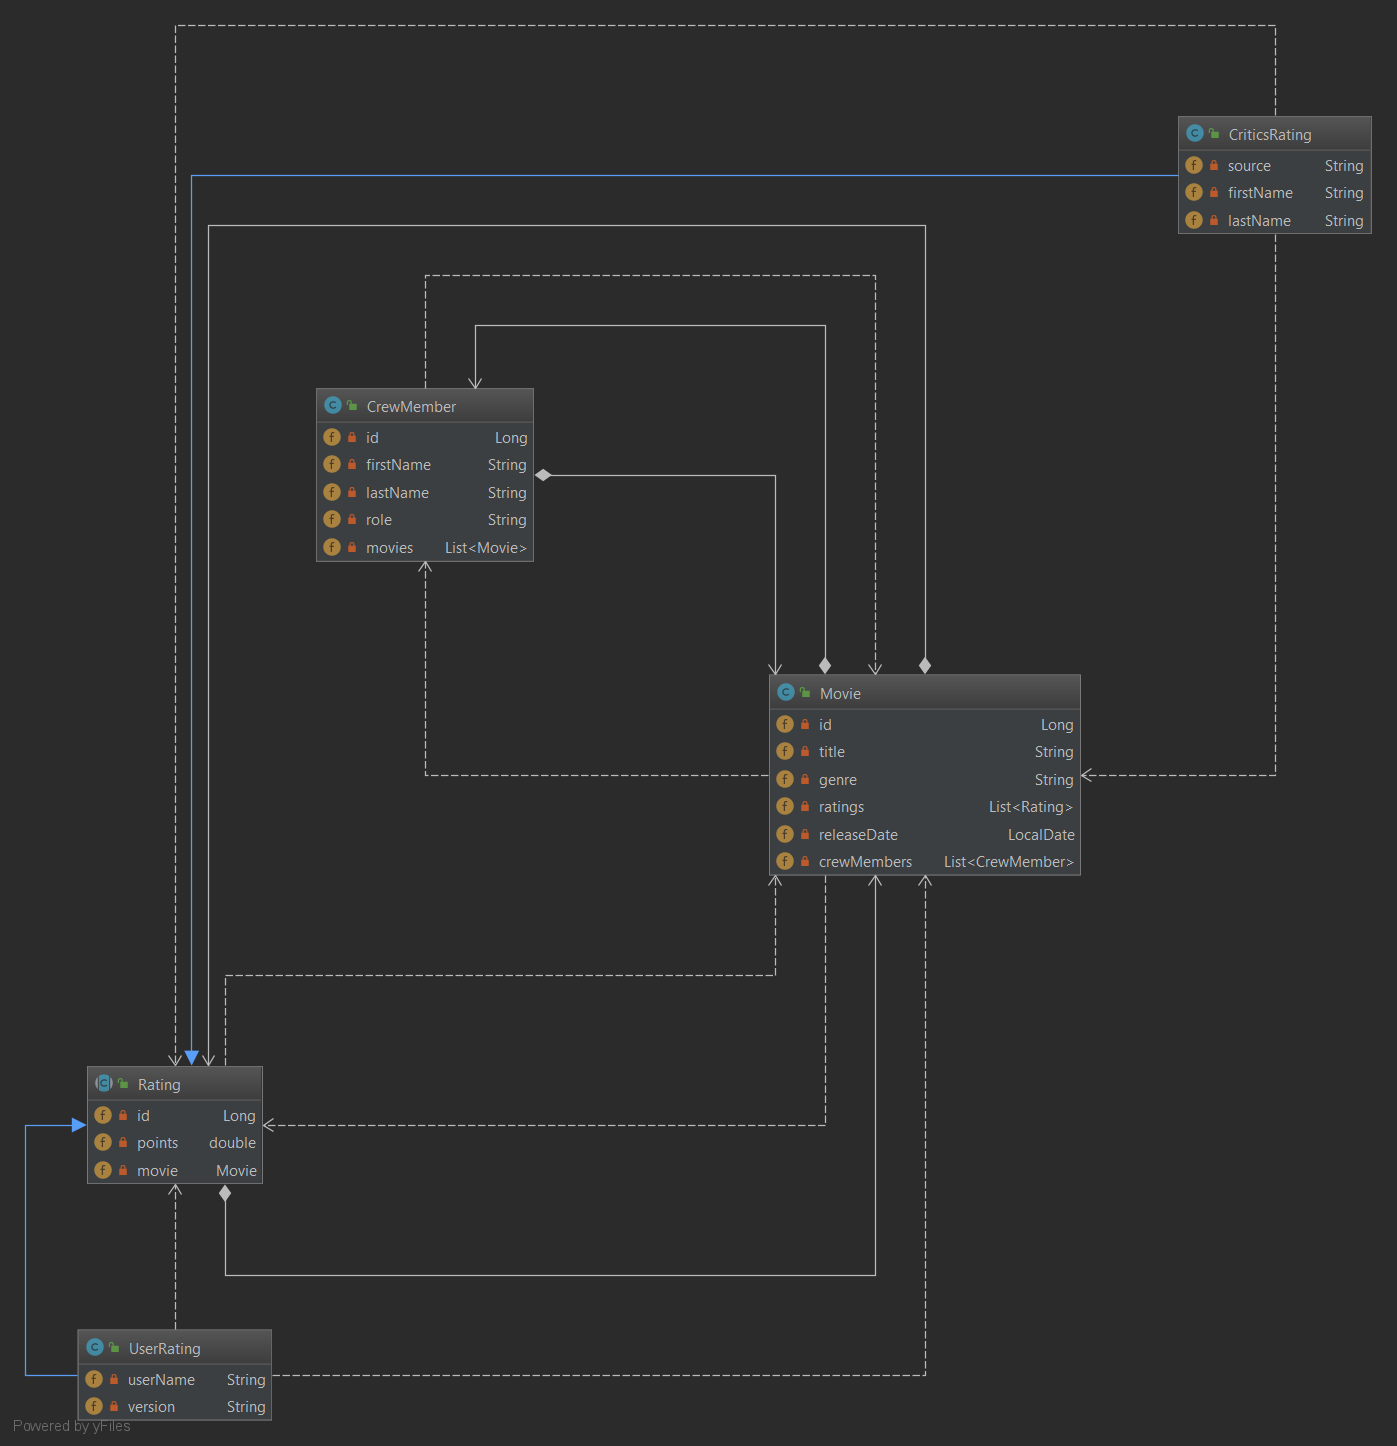 CriticsRating
source String
firstName String
lastName String
CrewMember
id Long
firstName String
lastName String
role String
movies List<Movie>
Movie
id Long
title String
genre String
ratings List<Rating>
releaseDate LocalDate
crewMembers List<CrewMember>
Rating
id Long
points double
movie Movie
UserRating
userName String
version String
Powered by yFiles